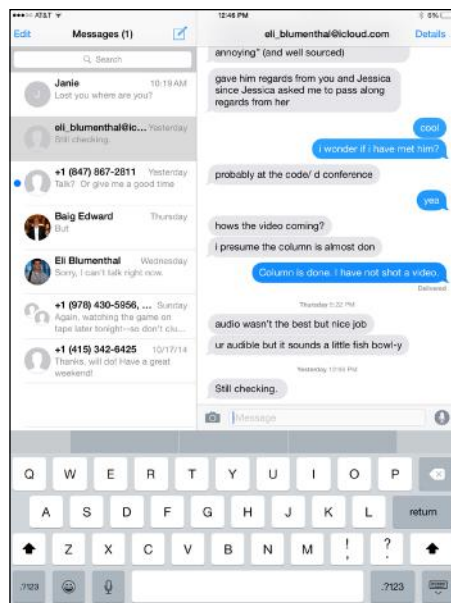 AT&T
12:46 PM
6%
Edit
Messages (1)
eli_blumenthal@icloud.com
Details
Search
Janie
10:19 AM
Lost you where are you?
eli_blumenthal@ic...
Yesterday
Still checking.
+1 (847) 867-2811
Yesterday
Talk? Or give me a good time
Baig Edward
Thursday
But
Eli Blumenthal
Wednesday
Sorry, I can't talk right now.
+1 (978) 430-5956, ...
Sunday
Again, watching the game on
tape later tonight--so don't clu...
+1 (415) 342-6425
10/17/14
Thanks, will do! Have a great
weekend!
annoying" (and well sourced)
gave him regards from you and Jessica
since Jessica asked me to pass along
regards from her
cool
i wonder if i have met him?
probably at the code/ d conference
yea
hows the video coming?
i presume the column is almost don
Column is done. I have not shot a video.
Delivered
Thursday 5:32 PM
audio wasn't the best but nice job
ur audible but it sounds a little fish bowl-y
Yesterday
Still checking.
iMessage
Q W E R T Y U I O P
A S D F G H J K L return
Z X C V B N M ! , ? .
.?123 .?123